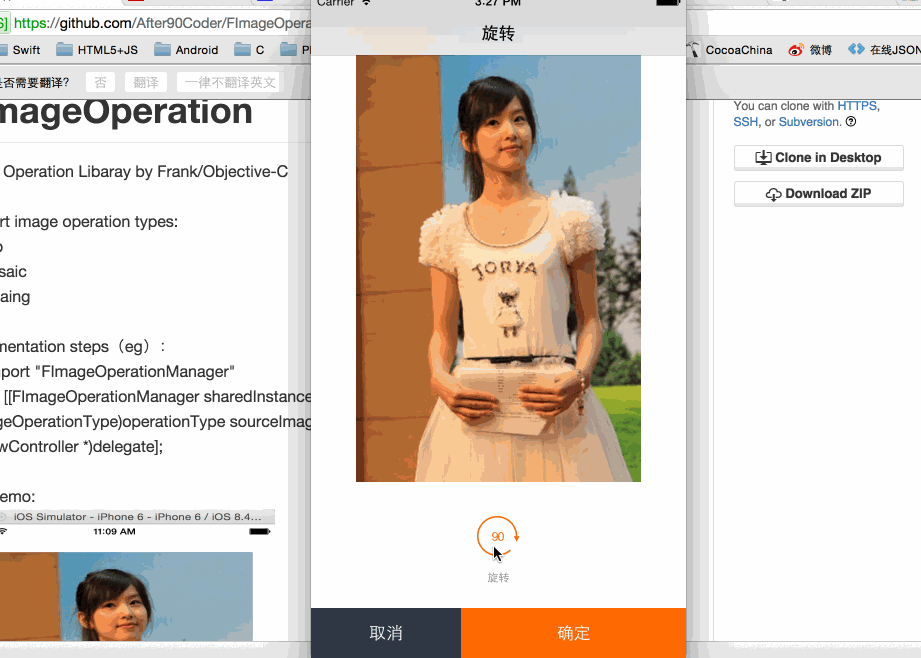 Carrier
3:27 PM
S] https://github.com/After90Coder/FImageOpera
Swift
HTML5+JS
Android
C
旋转
CocoaChina
微博
在线JSON
是否需要翻译?
否
翻译
一律不翻译英文
mageOperation
Operation Libaray by Frank/Objective-C
rt image operation types:
saic
aing
mentation steps（eg）:
port "FImageOperationManager"
[[FImageOperationManager sharedInstance
geOperationType)operationType sourceImag
wController *)delegate];
emo:
iOS Simulator - iPhone 6 - iPhone 6 / iOS 8.4...
11:09 AM
JORYA
90
旋转
取消
确定
You can clone with HTTPS,
SSH, or Subversion.
Clone in Desktop
Download ZIP